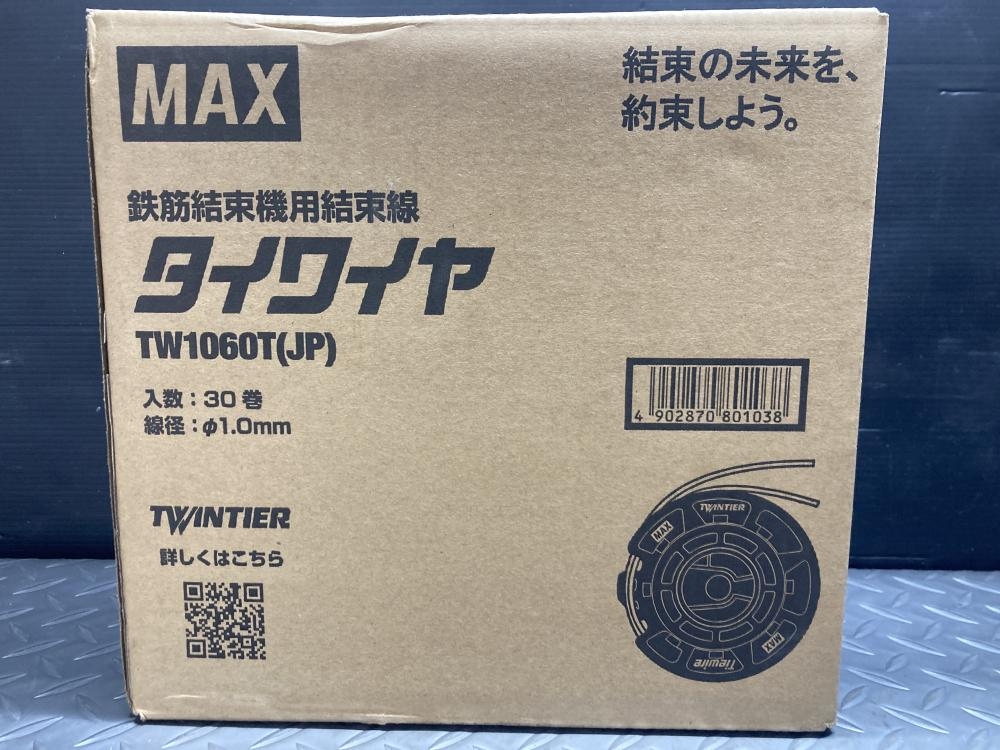 MAX
結束の未来を、
約束しよう。
鉄筋結束機用結束線
タイワイヤ
TW1060T(JP)
入数：30 巻
線径：φ1.0mm
4 902870 801038
TWINTIER
詳しくはこちら
TWINTIER
MAX
MAX
Tiewire